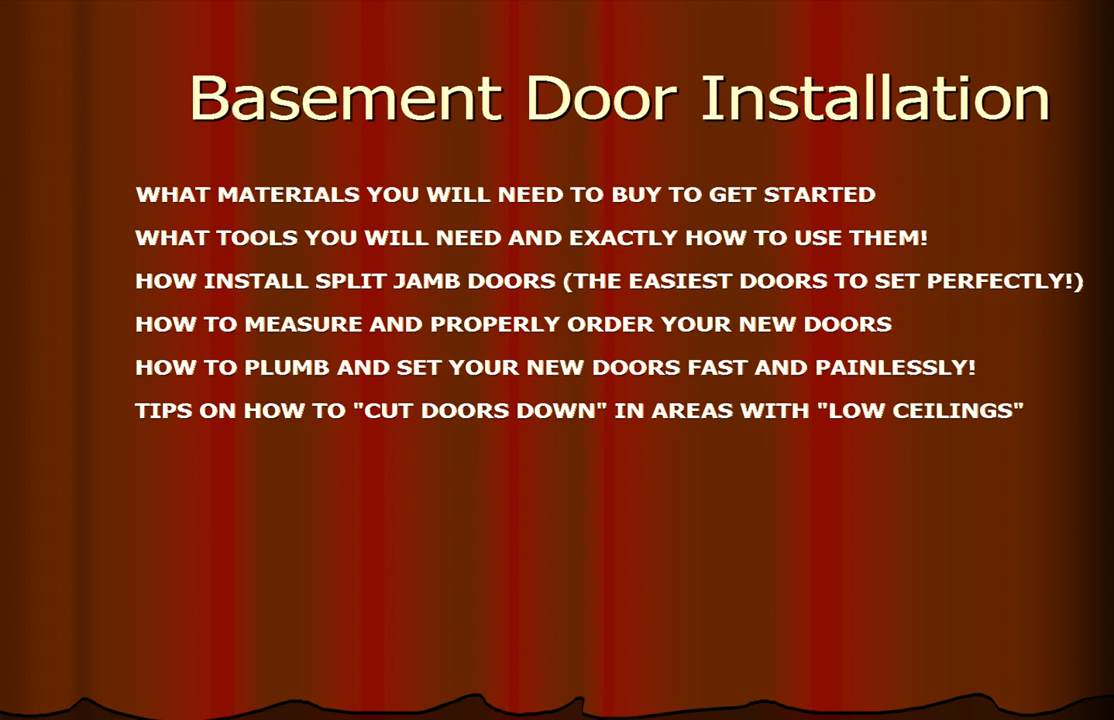 Basement Door Installation
WHAT MATERIALS YOU WILL NEED TO BUY TO GET STARTED
WHAT TOOLS YOU WILL NEED AND EXACTLY HOW TO USE THEM!
HOW INSTALL SPLIT JAMB DOORS (THE EASIEST DOORS TO SET PERFECTLY!)
HOW TO MEASURE AND PROPERLY ORDER YOUR NEW DOORS
HOW TO PLUMB AND SET YOUR NEW DOORS FAST AND PAINLESSLY!
TIPS ON HOW TO "CUT DOORS DOWN" IN AREAS WITH "LOW CEILINGS"